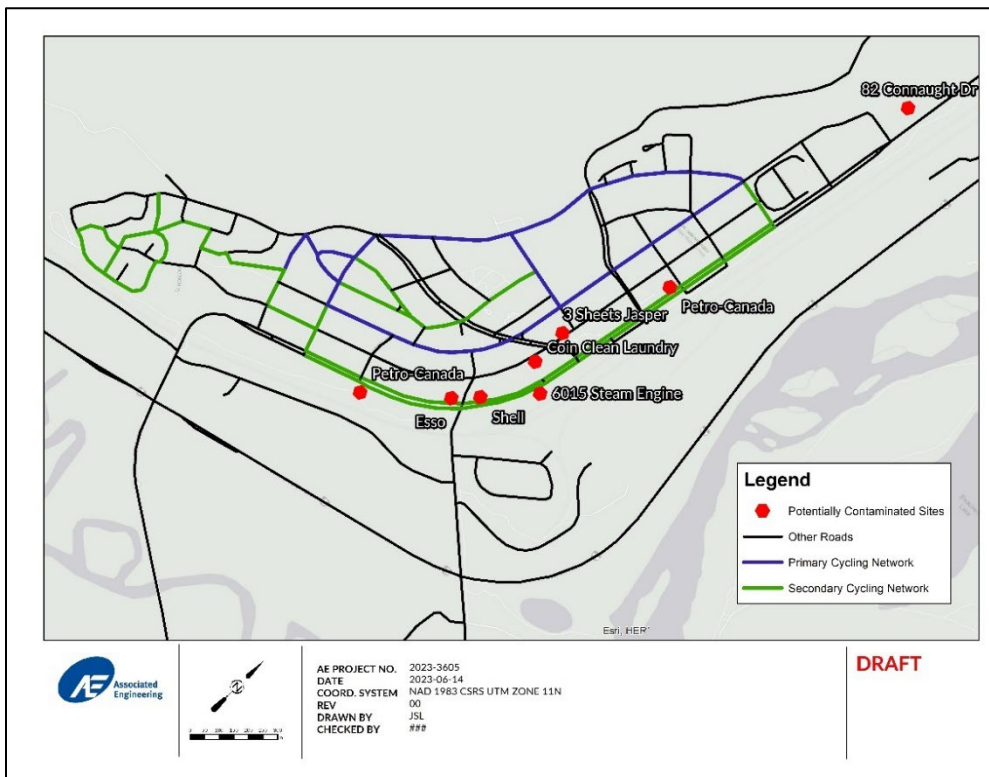 82 Connaught Dr
Petro-Canada
3 Sheets Jasper
Coin Clean Laundry
Petro-Canada
6015 Steam Engine
Shell
Esso
Legend
Potentially Contaminated Sites
Other Roads
Primary Cycling Network
Secondary Cycling Network
Esri, HER
AE
Associated
Engineering
AE PROJECT NO. 2023-3605
DATE 2023-06-14
COORD. SYSTEM NAD 1983 CSRS UTM ZONE 11N
REV 00
DRAWN BY JSL
CHECKED BY ###
DRAFT